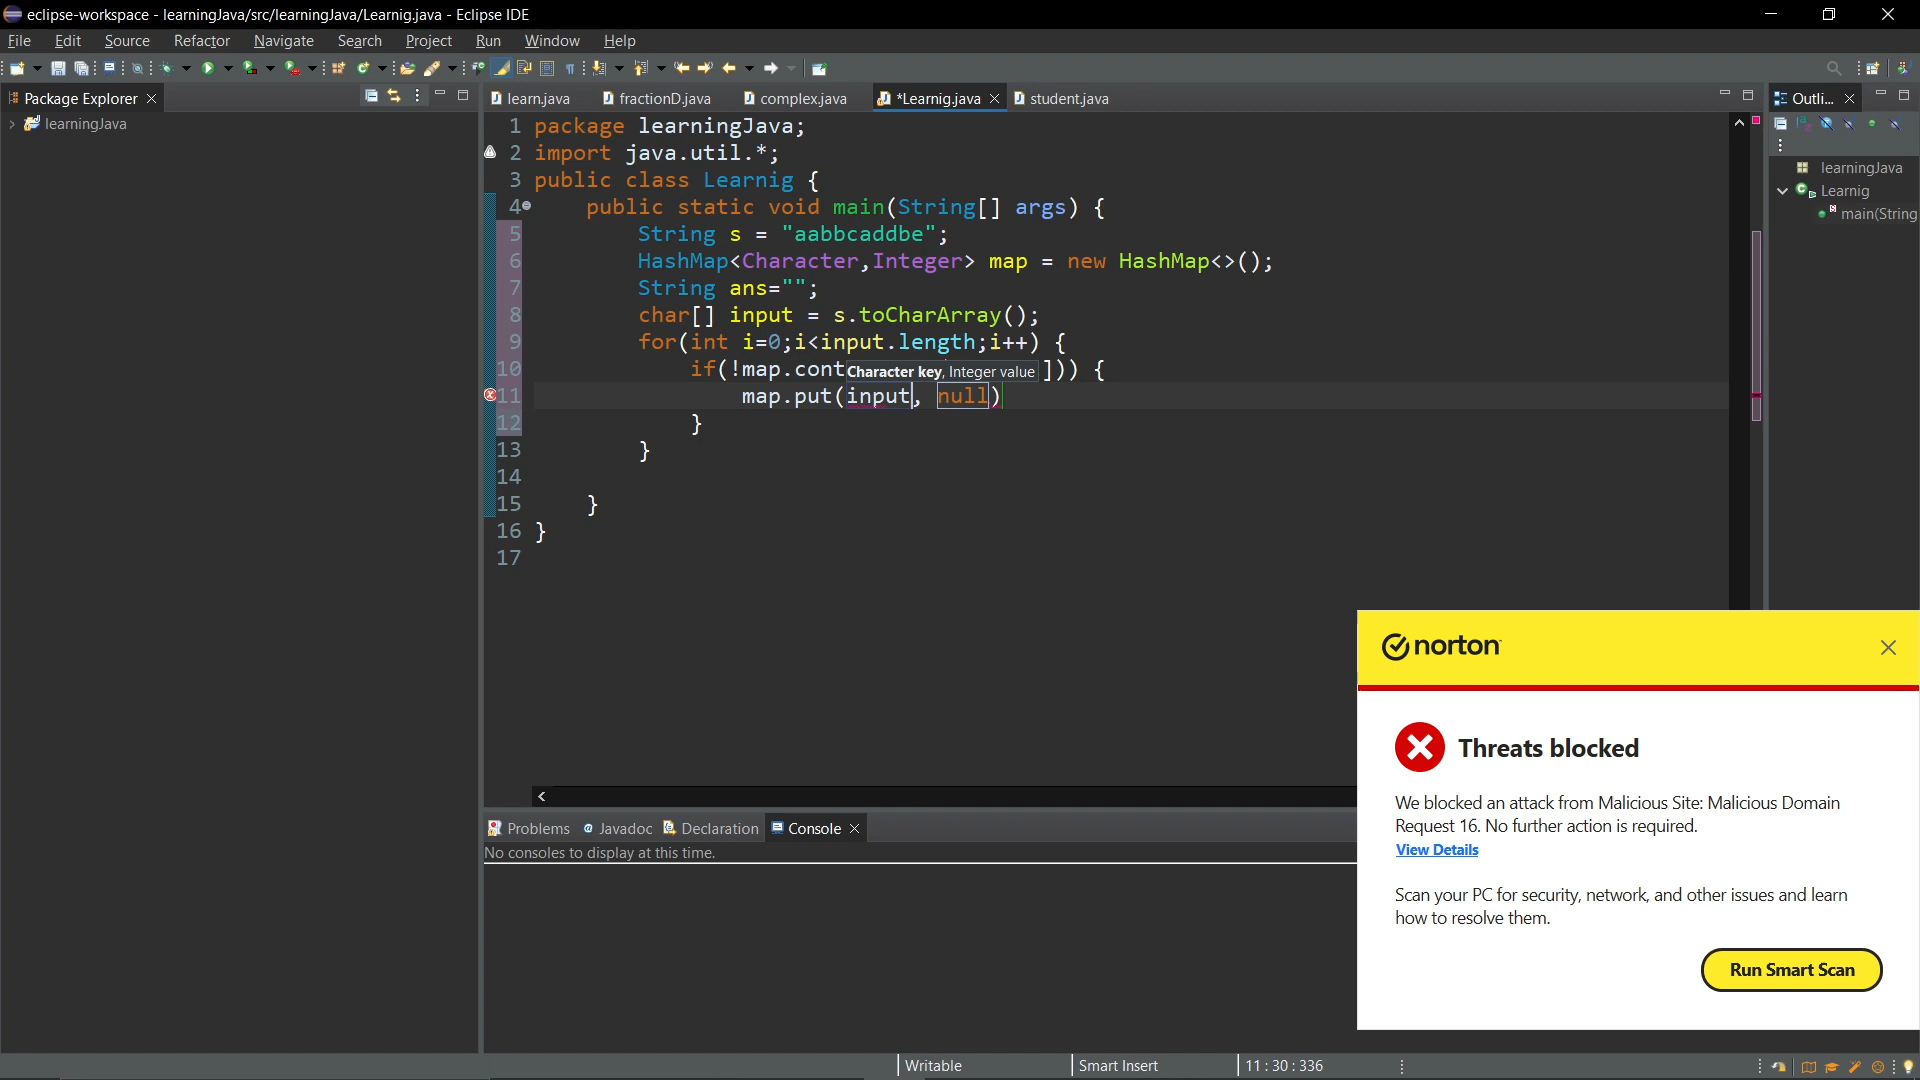 eclipse-workspace - learningJava/src/learningJava/Learnig.java - Eclipse IDE
File Edit Source Refactor Navigate Search Project Run Window Help
Package Explorer
learningJava
learn.java fractionD.java complex.java *Learnig.java student.java
1 package learningJava;
2 import java.util.*;
3 public class Learnig {
4 public static void main(String[] args) {
5 String s = "aabbcaddbe";
6 HashMap<Character,Integer> map = new HashMap<>();
7 String ans="";
8 char[] input = s.toCharArray();
9 for(int i=0;i<input.length;i++) {
10 if(!map.cont ])) {
Character key, Integer value
11 map.put(input, null)
12 }
13 }
14
15 }
16 }
17
Outli...
learningJava
Learnig
main(String
Problems Javadoc Declaration Console
No consoles to display at this time.
norton
Threats blocked
We blocked an attack from Malicious Site: Malicious Domain
Request 16. No further action is required.
View Details
Scan your PC for security, network, and other issues and learn
how to resolve them.
Run Smart Scan
Writable Smart Insert 11 : 30 : 336